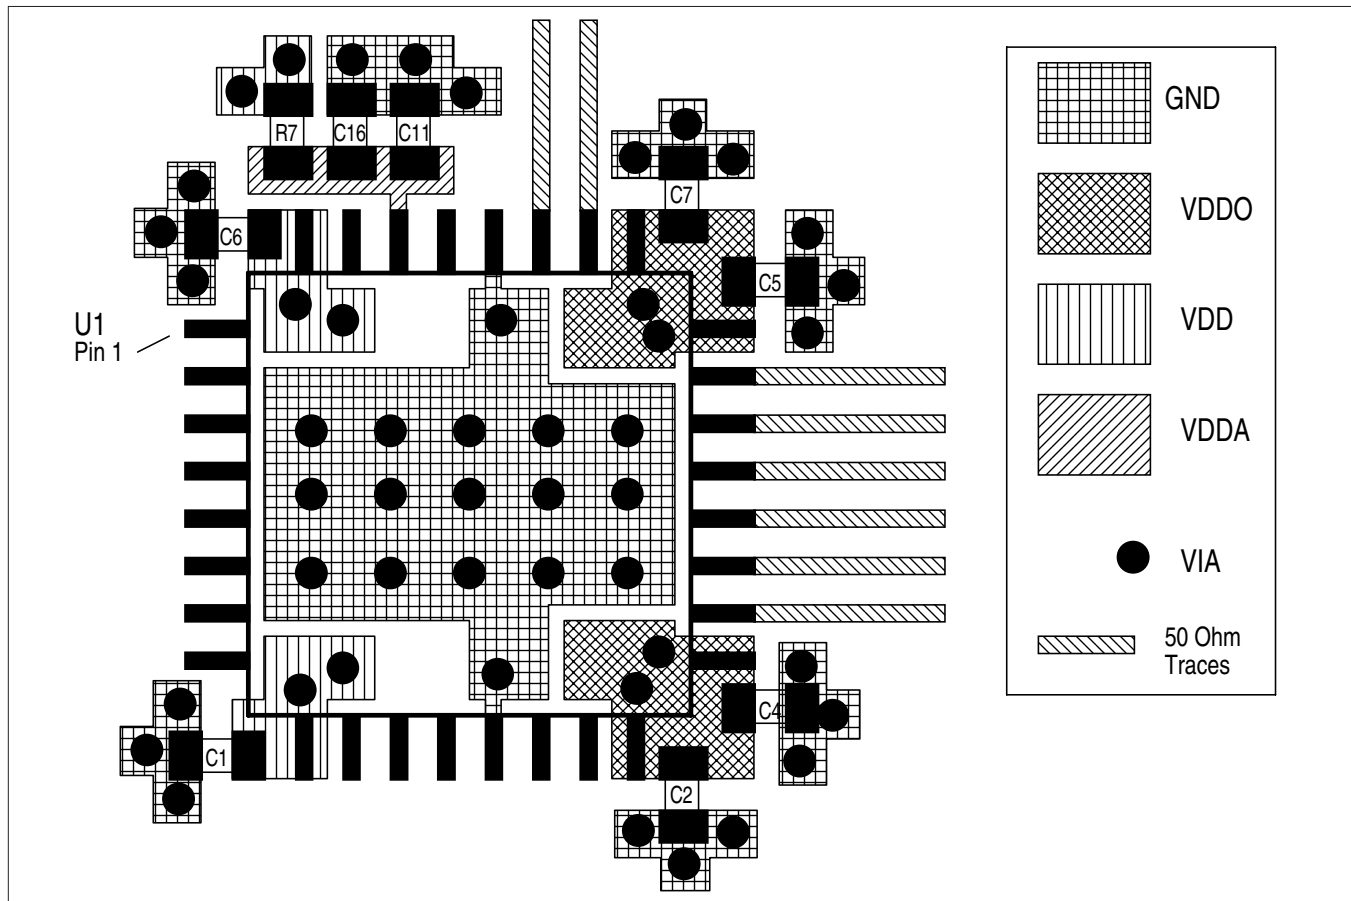 R7
C16
C11
C7
C6
C5
U1
Pin 1
C4
C1
C2
GND
VDDO
VDD
VDDA
VIA
50 Ohm
Traces